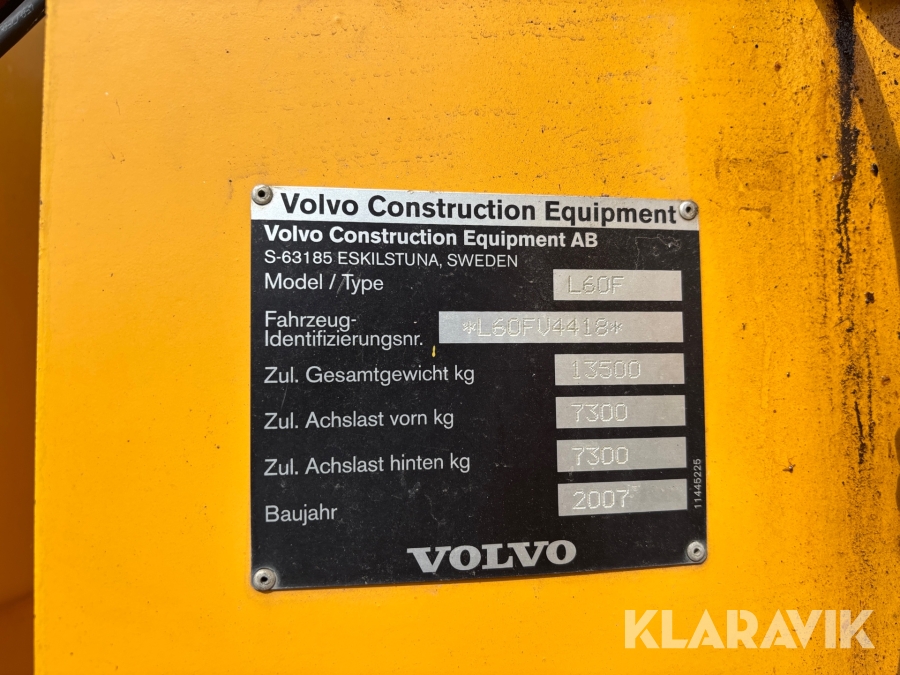 Volvo Construction Equipment
Volvo Construction Equipment AB
S-63185 ESKILSTUNA, SWEDEN
Model / Type L60F
Fahrzeug-
Identifizierungsnr. *L60FV4418*
Zul. Gesamtgewicht kg 13500
Zul. Achslast vorn kg 7300
Zul. Achslast hinten kg 7300
Baujahr 2007
11445225
VOLVO
KLARAVIK